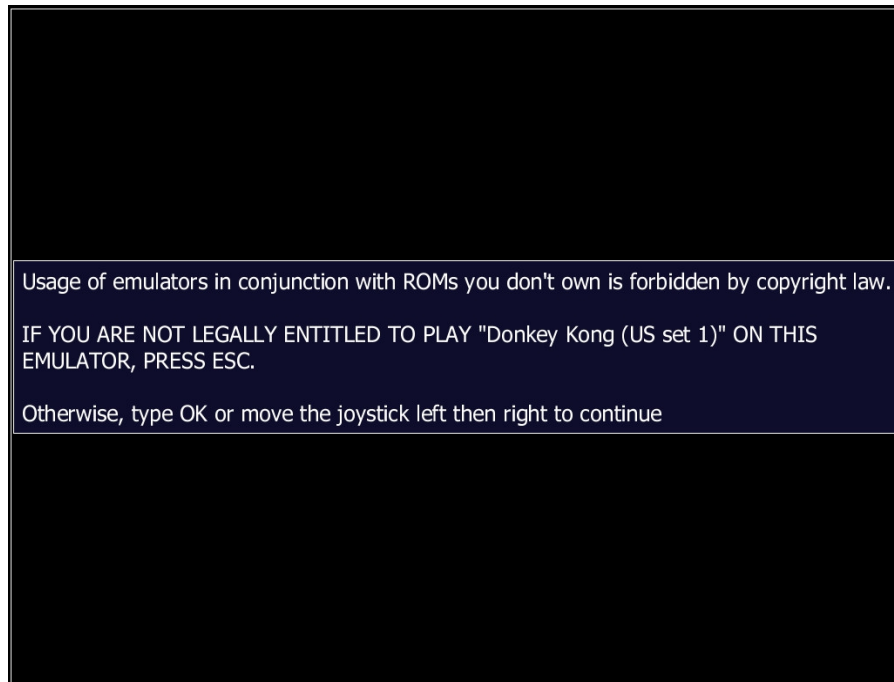 Usage of emulators in conjunction with ROMs you don't own is forbidden by copyright law.
IF YOU ARE NOT LEGALLY ENTITLED TO PLAY "Donkey Kong (US set 1)" ON THIS
EMULATOR, PRESS ESC.
Otherwise, type OK or move the joystick left then right to continue